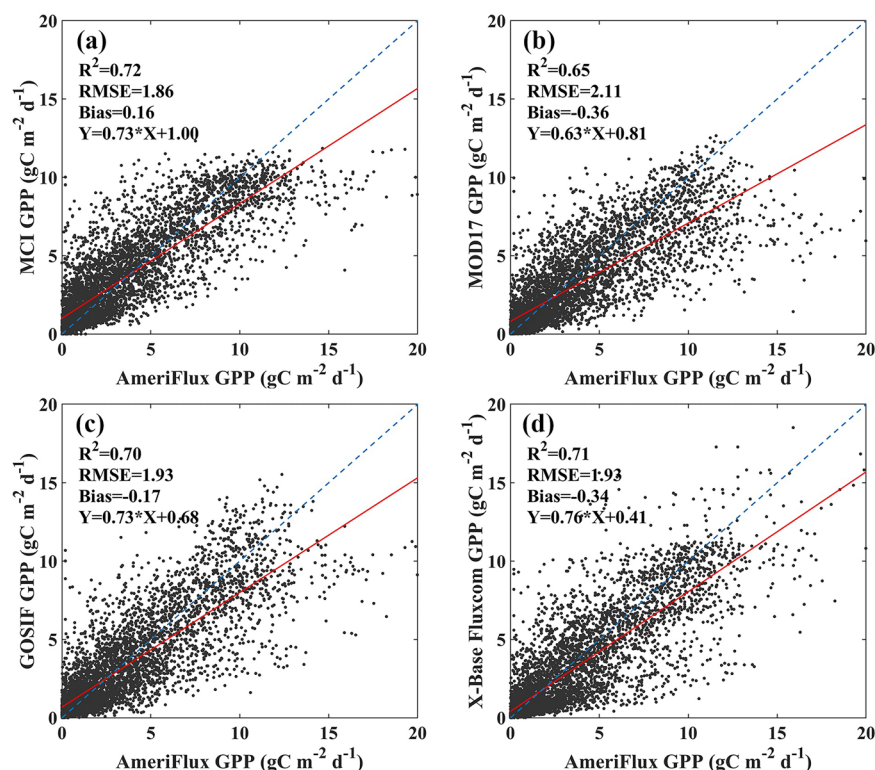 (a)
R²=0.72
RMSE=1.86
Bias=0.16
Y=0.73*X+1.00
MCI GPP (gC m⁻² d⁻¹)
20
15
10
5
0
0 5 10 15 20
AmeriFlux GPP (gC m⁻² d⁻¹)
(b)
R²=0.65
RMSE=2.11
Bias=-0.36
Y=0.63*X+0.81
MOD17 GPP (gC m⁻² d⁻¹)
20
15
10
5
0
0 5 10 15 20
AmeriFlux GPP (gC m⁻² d⁻¹)
(c)
R²=0.70
RMSE=1.93
Bias=-0.17
Y=0.73*X+0.68
GOSIF GPP (gC m⁻² d⁻¹)
20
15
10
5
0
0 5 10 15 20
AmeriFlux GPP (gC m⁻² d⁻¹)
(d)
R²=0.71
RMSE=1.93
Bias=-0.34
Y=0.76*X+0.41
X-Base Fluxcom GPP (gC m⁻² d⁻¹)
20
15
10
5
0
0 5 10 15 20
AmeriFlux GPP (gC m⁻² d⁻¹)